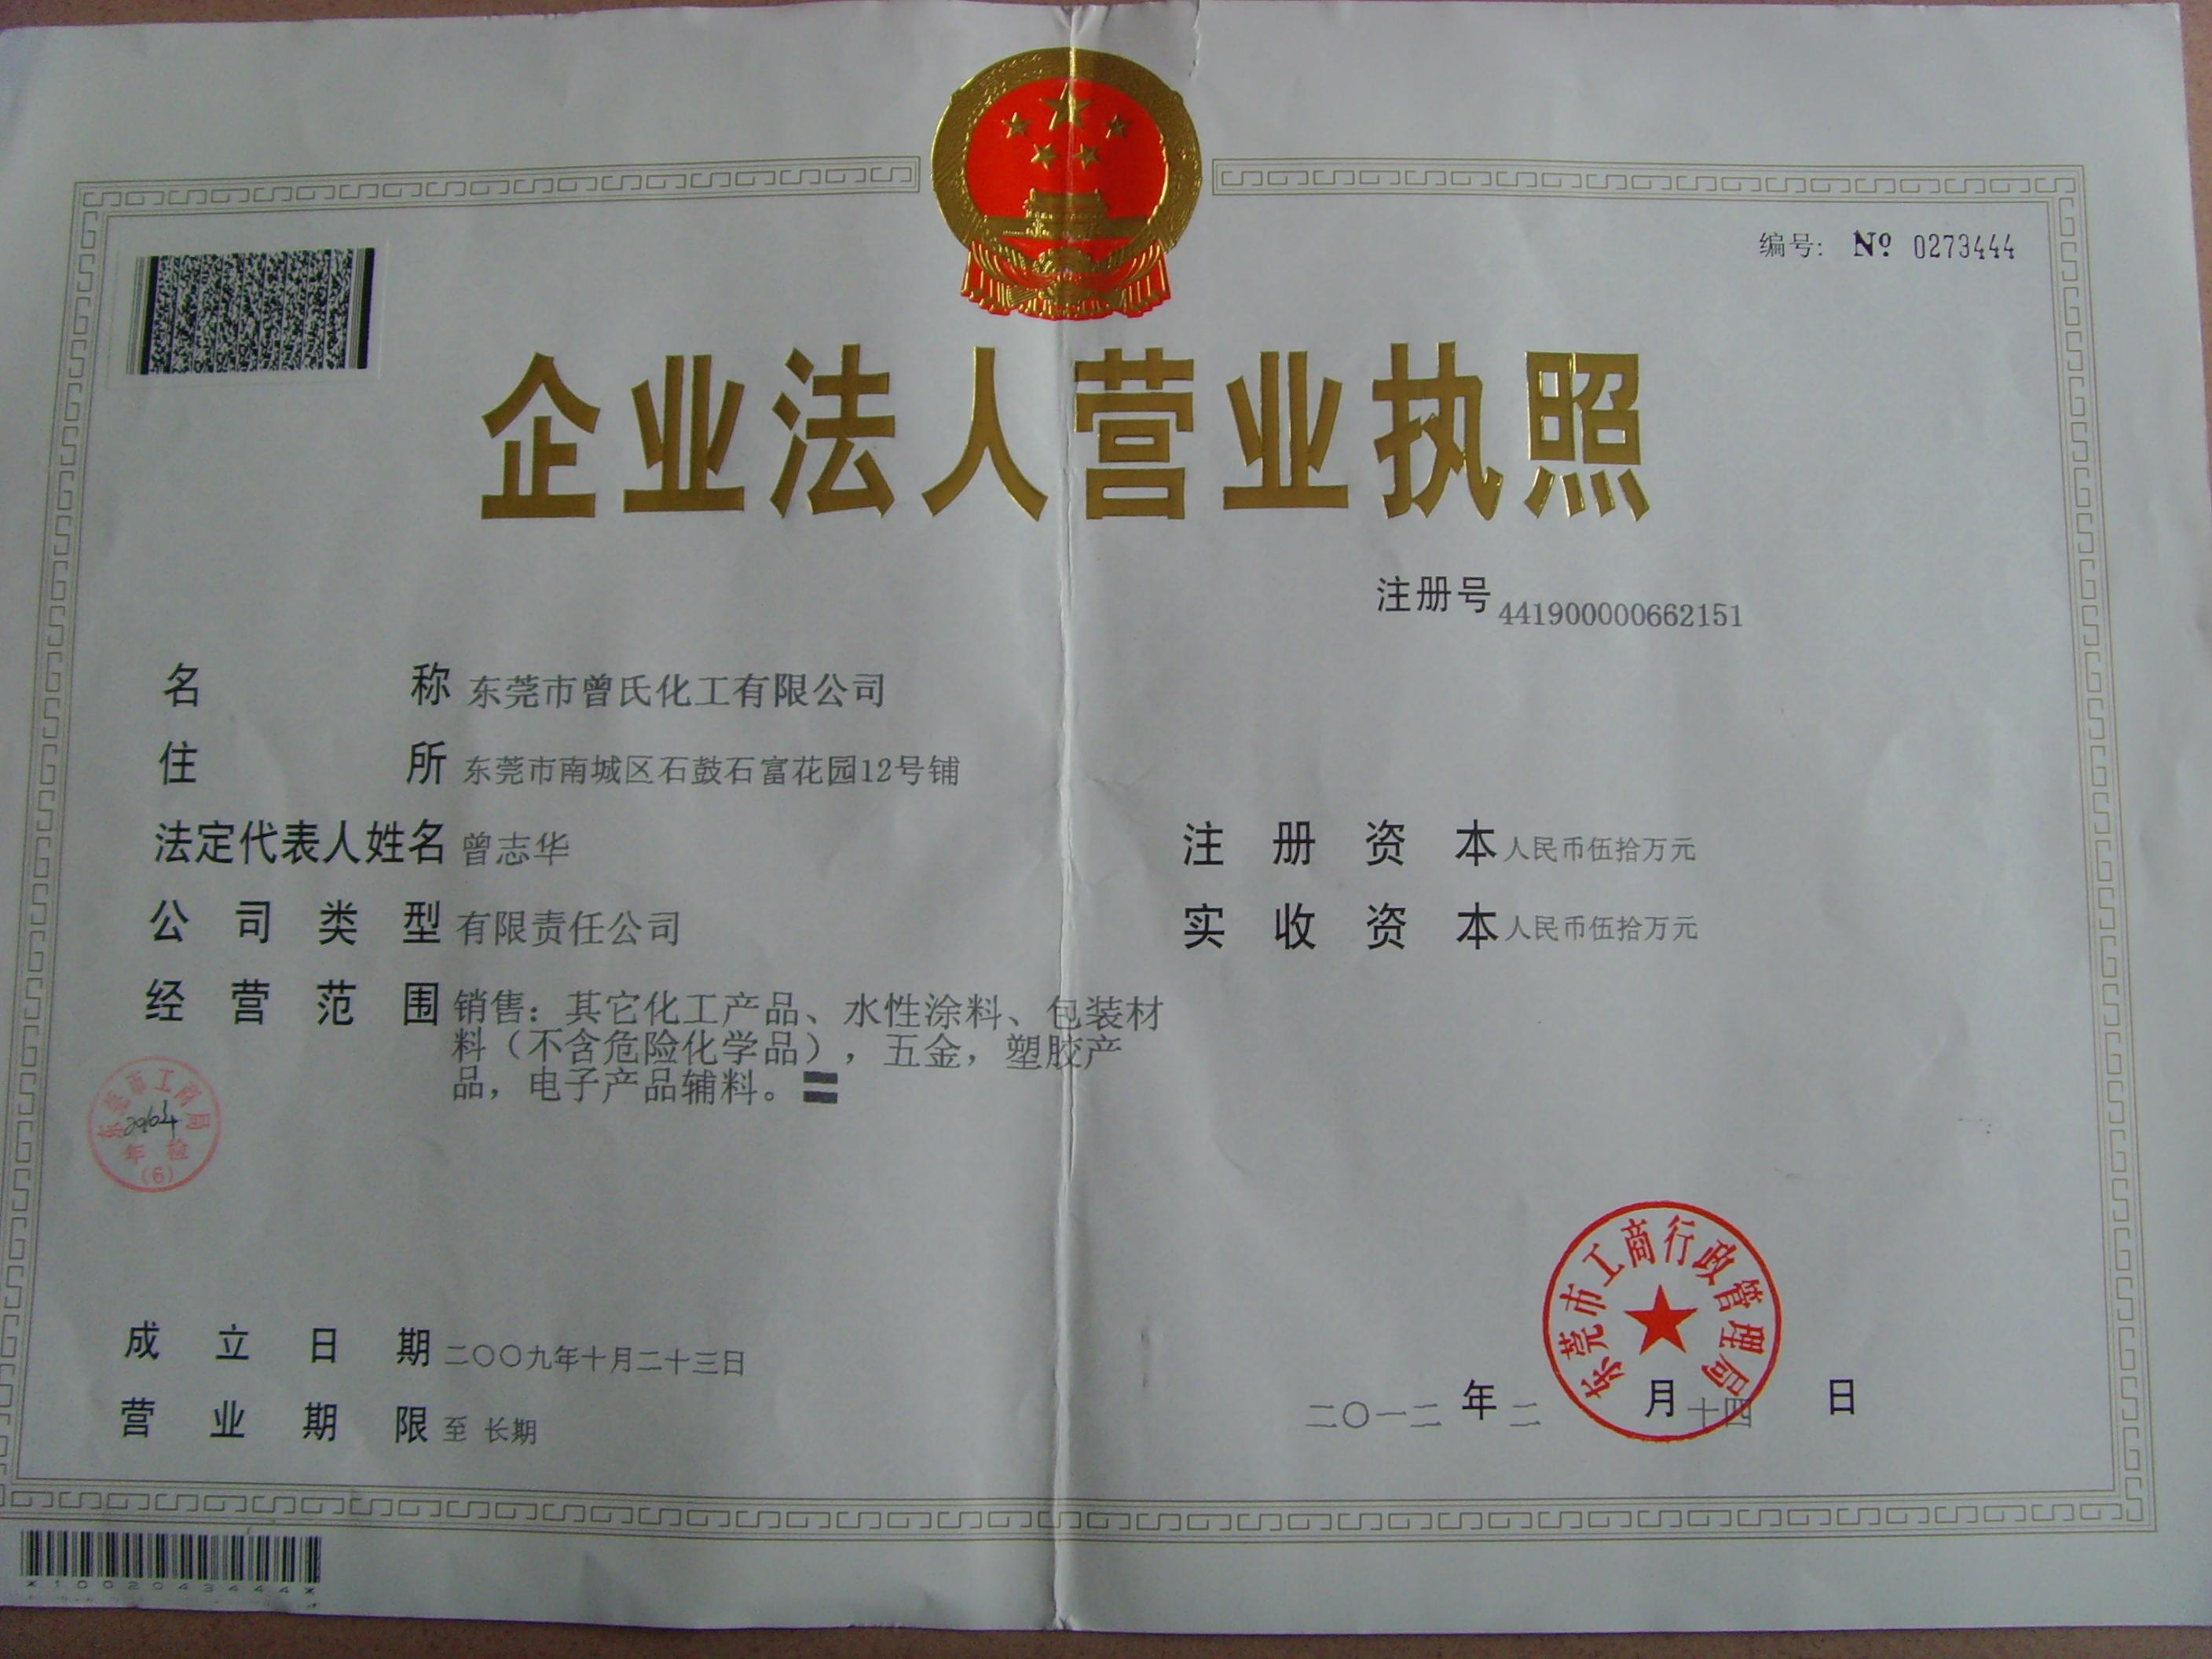 编号: Nº 0273444
企业法人营业执照
注册号 441900000662151
名称 东莞市曾氏化工有限公司
住所 东莞市南城区石鼓石富花园12号铺
法定代表人姓名 曾志华
注册资本 人民币伍拾万元
公司类型 有限责任公司
实收资本 人民币伍拾万元
经营范围 销售：其它化工产品、水性涂料、包装材
料（不含危险化学品），五金，塑胶产
品，电子产品辅料。
年检
(6)
东莞市工商行政管理局
成立日期 二〇〇九年十月二十三日
营业期限 至 长期
二〇一二年二月十四日